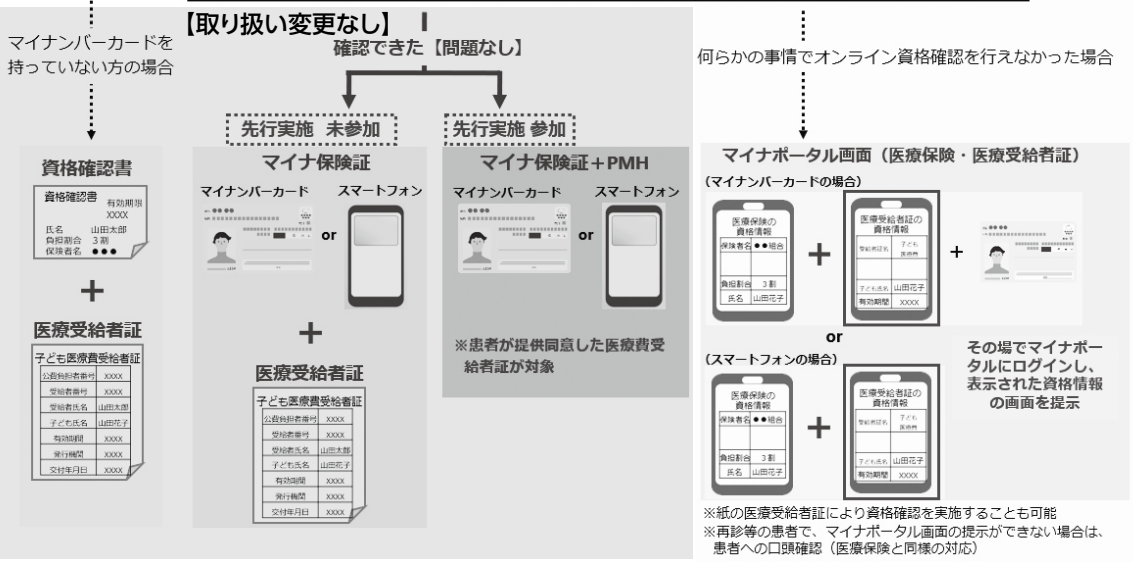 【取り扱い変更なし】
マイナンバーカードを
持っていない方の場合
確認できた【問題なし】
何らかの事情でオンライン資格確認を行えなかった場合
先行実施 未参加
先行実施 参加
資格確認書
資格確認書
有効期限
XXXX
氏名 山田太郎
負担割合 3割
保険者名 ●●●
+
医療受給者証
子ども医療費受給者証
公費負担者番号 XXXX
受給者番号 XXXX
受給者氏名 山田太郎
子ども氏名 山田花子
有効期間 XXXX
発行機関 XXXX
交付年月日 XXXX
マイナ保険証
マイナンバーカード
スマートフォン
or
+
医療受給者証
子ども医療費受給者証
公費負担者番号 XXXX
受給者番号 XXXX
受給者氏名 山田太郎
子ども氏名 山田花子
有効期間 XXXX
発行機関 XXXX
交付年月日 XXXX
マイナ保険証+PMH
マイナンバーカード
スマートフォン
or
※患者が提供同意した医療費受
給者証が対象
マイナポータル画面(医療保険・医療受給者証)
(マイナンバーカードの場合)
医療保険の
資格情報
保険者名 ●●組合
負担割合 3割
氏名 山田花子
+
医療受給者証の
資格情報
受給者証名 子ども
医療費
子ども氏名 山田花子
有効期間 XXXX
+
or
(スマートフォンの場合)
医療保険の
資格情報
保険者名 ●●組合
負担割合 3割
氏名 山田花子
+
医療受給者証の
資格情報
受給者証名 子ども
医療費
子ども氏名 山田花子
有効期間 XXXX
その場でマイナポー
タルにログインし、
表示された資格情報
の画面を提示
※紙の医療受給者証により資格確認を実施することも可能
※再診等の患者で、マイナポータル画面の提示ができない場合は、
患者への口頭確認(医療保険と同様の対応)